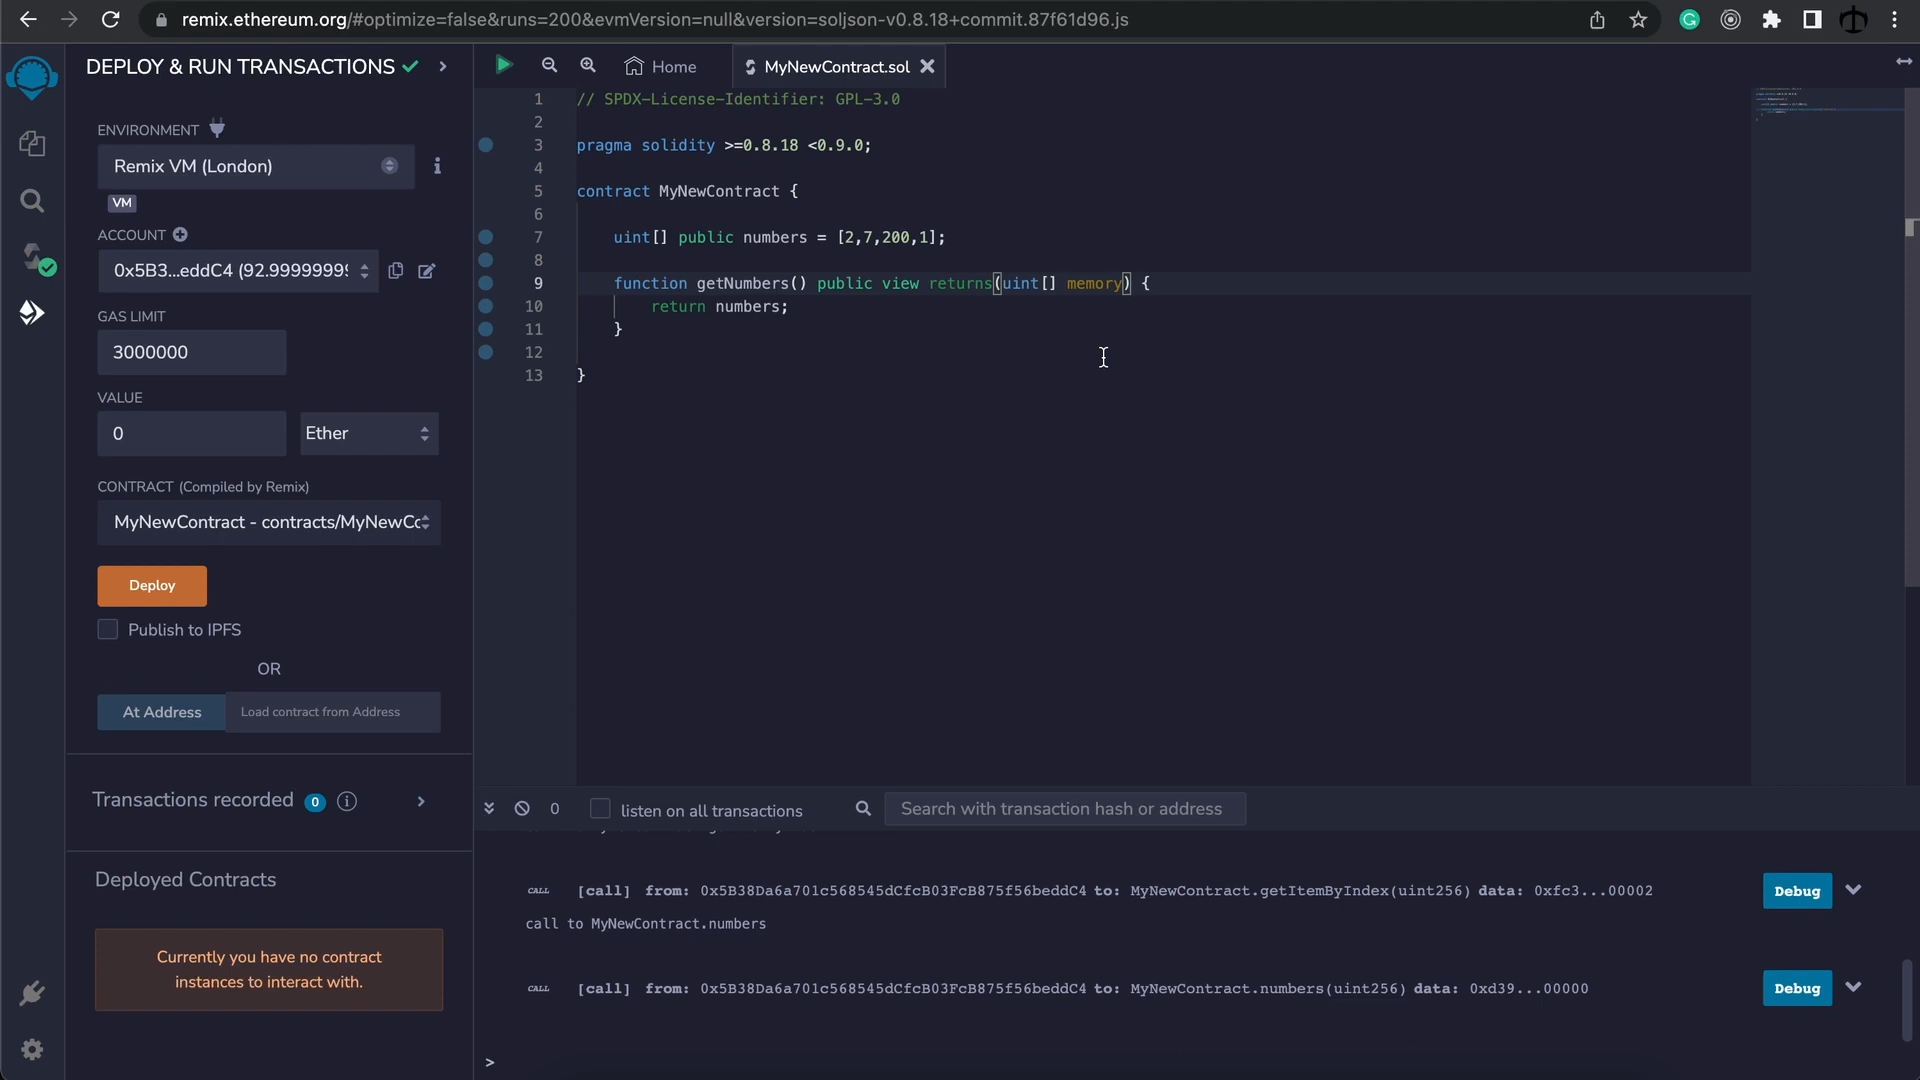 remix.ethereum.org/#optimize=false&runs=200&evmVersion=null&version=soljson-v0.8.18+commit.87f61d96.js
DEPLOY & RUN TRANSACTIONS
ENVIRONMENT
Remix VM (London)
VM
ACCOUNT
0x5B3...eddC4 (92.9999999
GAS LIMIT
3000000
VALUE
0
Ether
CONTRACT (Compiled by Remix)
MyNewContract - contracts/MyNewCo
Deploy
Publish to IPFS
OR
At Address
Load contract from Address
Transactions recorded 0
Deployed Contracts
Currently you have no contract
instances to interact with.
Home
MyNewContract.sol
1 // SPDX-License-Identifier: GPL-3.0
2
3 pragma solidity >=0.8.18 <0.9.0;
4
5 contract MyNewContract {
6
7 uint[] public numbers = [2,7,200,1];
8
9 function getNumbers() public view returns(uint[] memory) {
10 return numbers;
11 }
12
13 }
0
listen on all transactions
Search with transaction hash or address
CALL [call] from: 0x5B38Da6a701c568545dCfcB03FcB875f56beddC4 to: MyNewContract.getItemByIndex(uint256) data: 0xfc3...00002
Debug
call to MyNewContract.numbers
CALL [call] from: 0x5B38Da6a701c568545dCfcB03FcB875f56beddC4 to: MyNewContract.numbers(uint256) data: 0xd39...00000
Debug
>